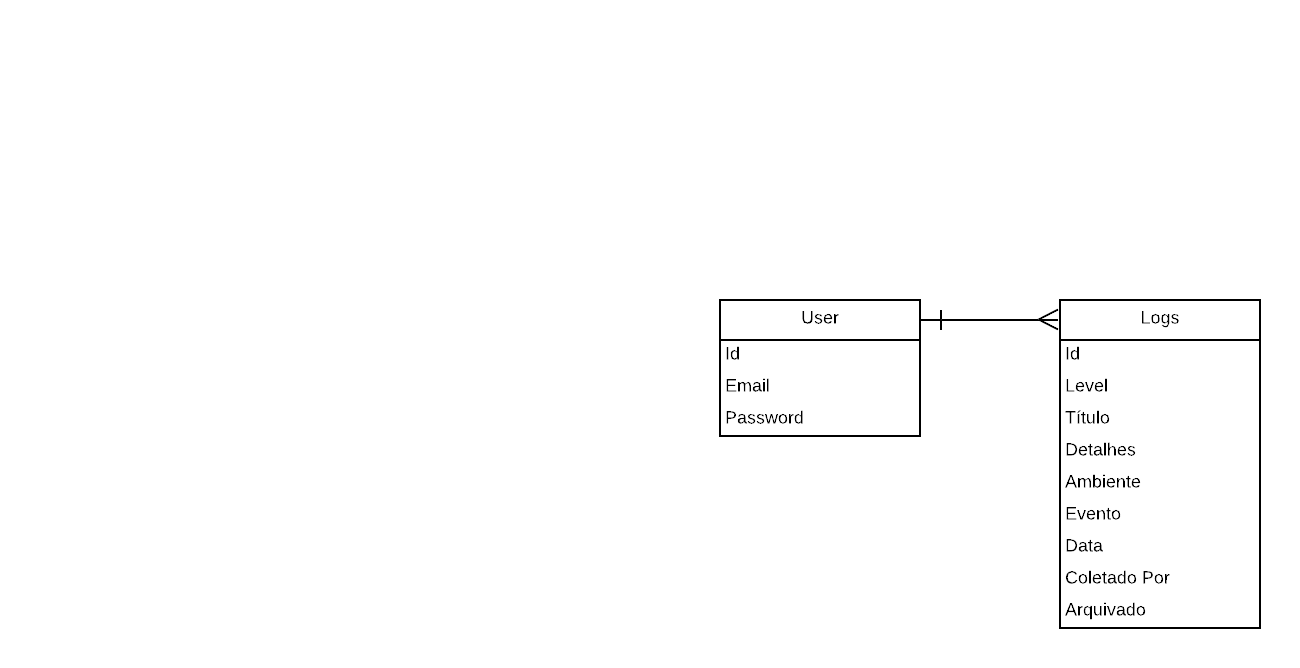 User
Id
Email
Password
Logs
Id
Level
Título
Detalhes
Ambiente
Evento
Data
Coletado Por
Arquivado